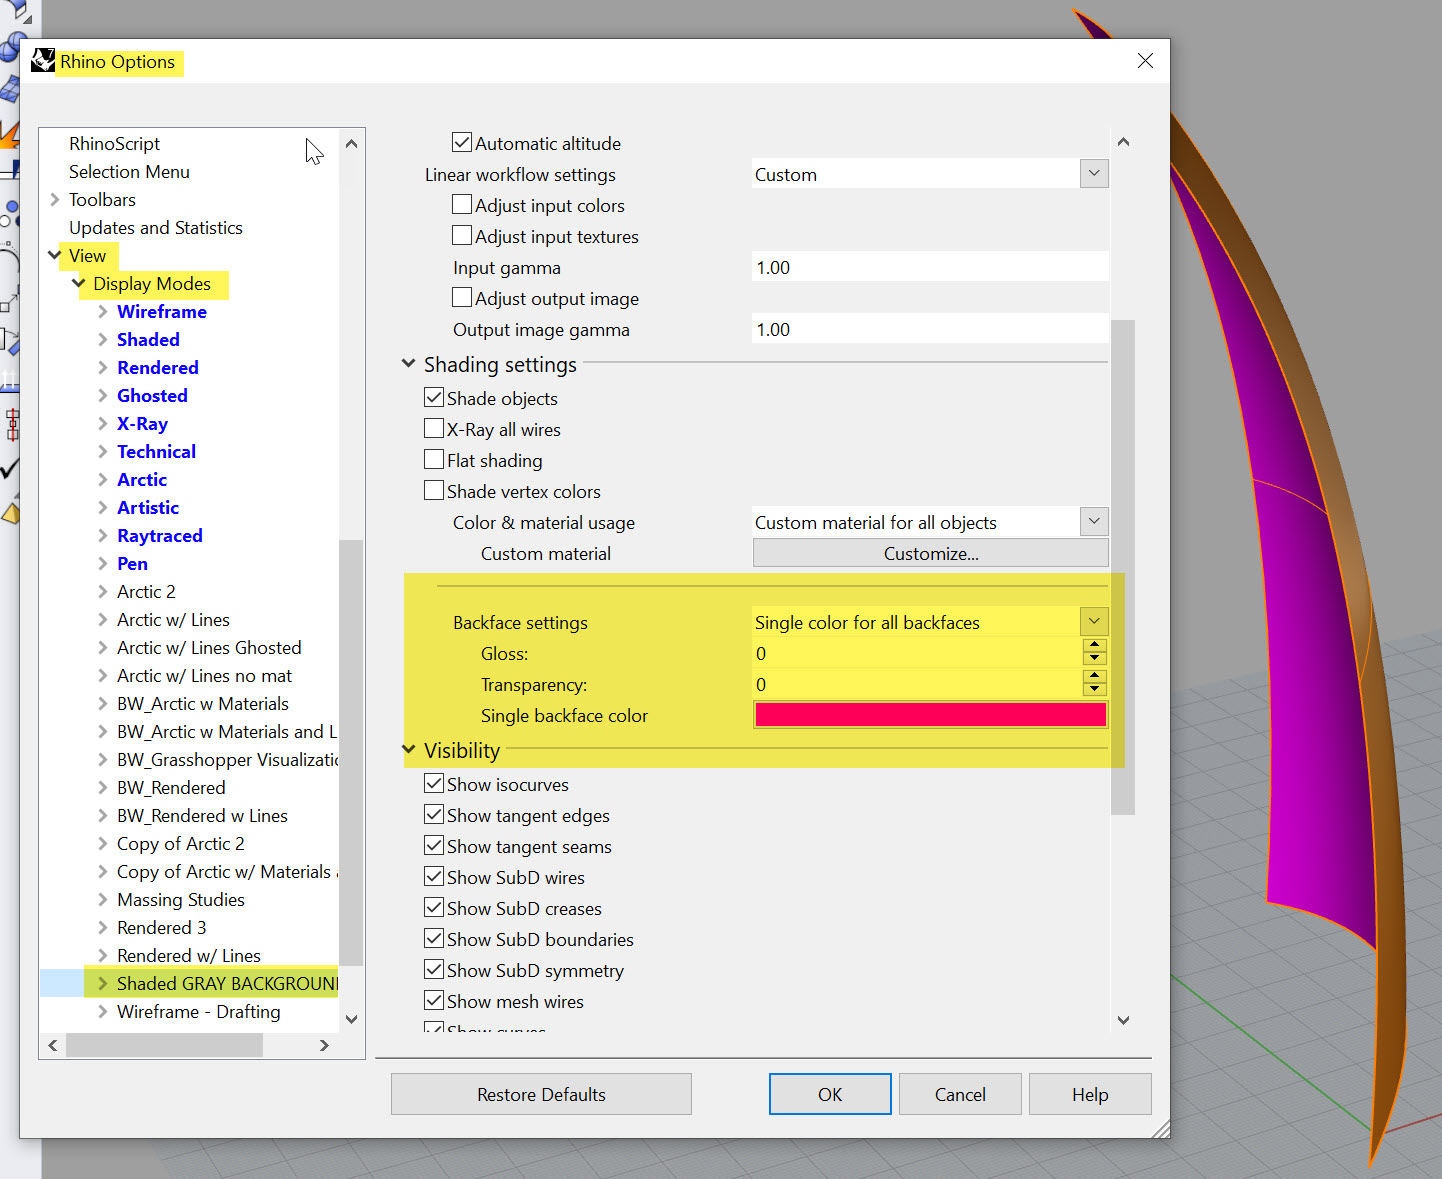 Rhino Options
RhinoScript
Selection Menu
Toolbars
Updates and Statistics
View
Display Modes
Wireframe
Shaded
Rendered
Ghosted
X-Ray
Technical
Arctic
Artistic
Raytraced
Pen
Arctic 2
Arctic w/ Lines
Arctic w/ Lines Ghosted
Arctic w/ Lines no mat
BW_Arctic w Materials
BW_Arctic w Materials and L
BW_Grasshopper Visualizatio
BW_Rendered
BW_Rendered w Lines
Copy of Arctic 2
Copy of Arctic w/ Materials
Massing Studies
Rendered 3
Rendered w/ Lines
Shaded GRAY BACKGROUN
Wireframe - Drafting
Automatic altitude
Linear workflow settings Custom
Adjust input colors
Adjust input textures
Input gamma 1.00
Adjust output image
Output image gamma 1.00
Shading settings
Shade objects
X-Ray all wires
Flat shading
Shade vertex colors
Color & material usage Custom material for all objects
Custom material Customize...
Backface settings Single color for all backfaces
Gloss: 0
Transparency: 0
Single backface color
Visibility
Show isocurves
Show tangent edges
Show tangent seams
Show SubD wires
Show SubD creases
Show SubD boundaries
Show SubD symmetry
Show mesh wires
Show curves
Restore Defaults OK Cancel Help